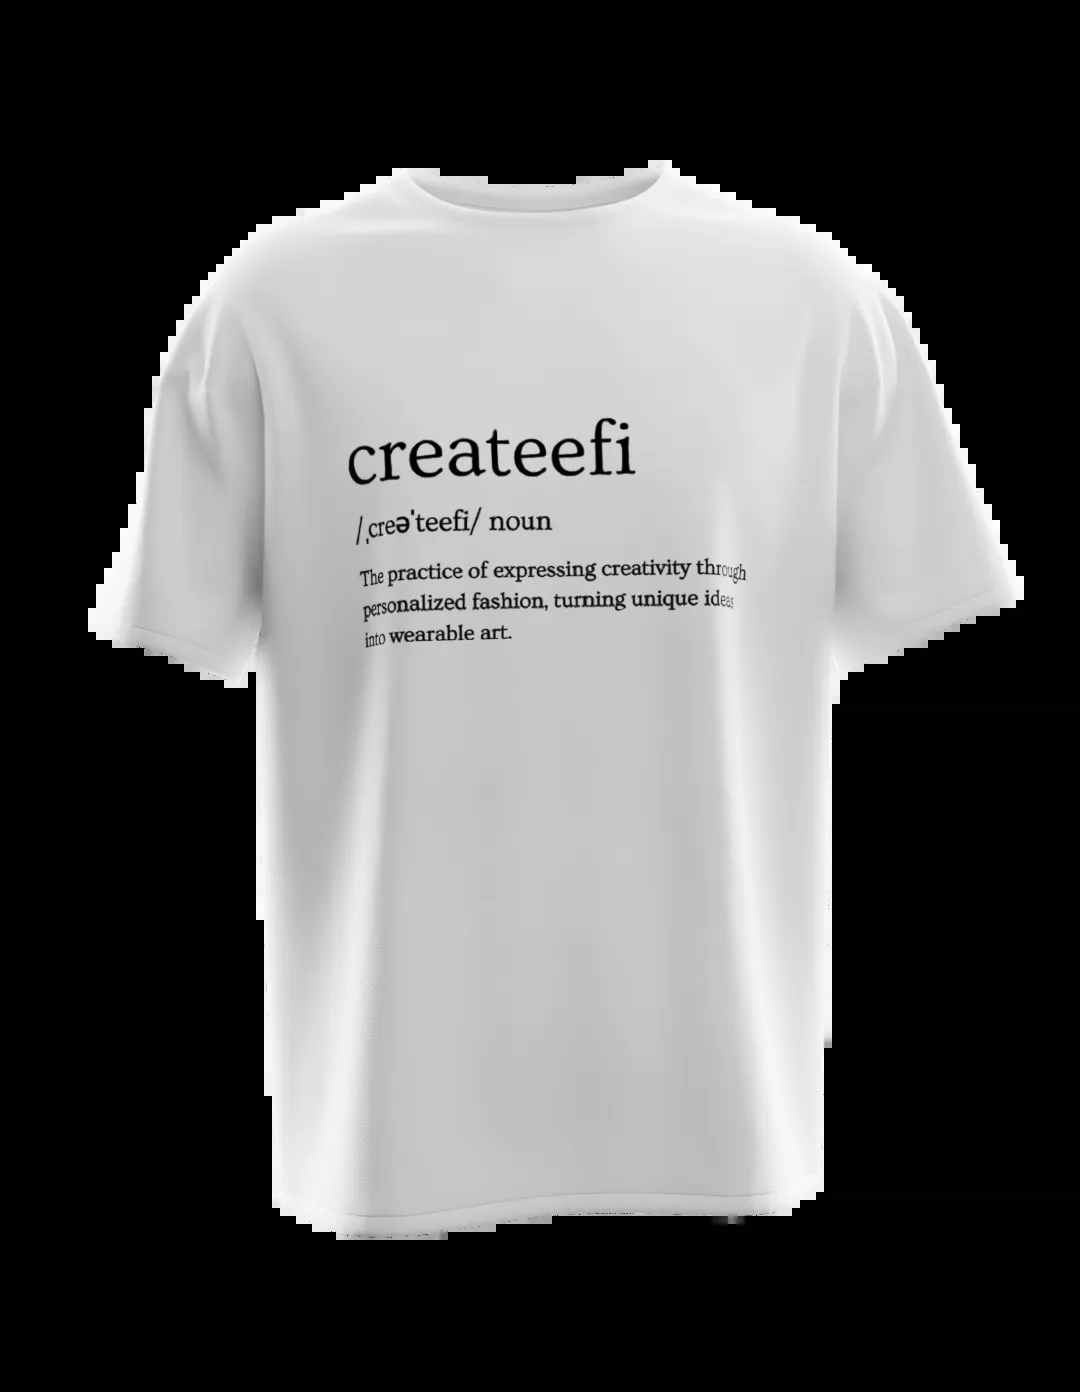 createefi
/ˌcreəˈteefi/ noun
The practice of expressing creativity through
personalized fashion, turning unique ideas
into wearable art.